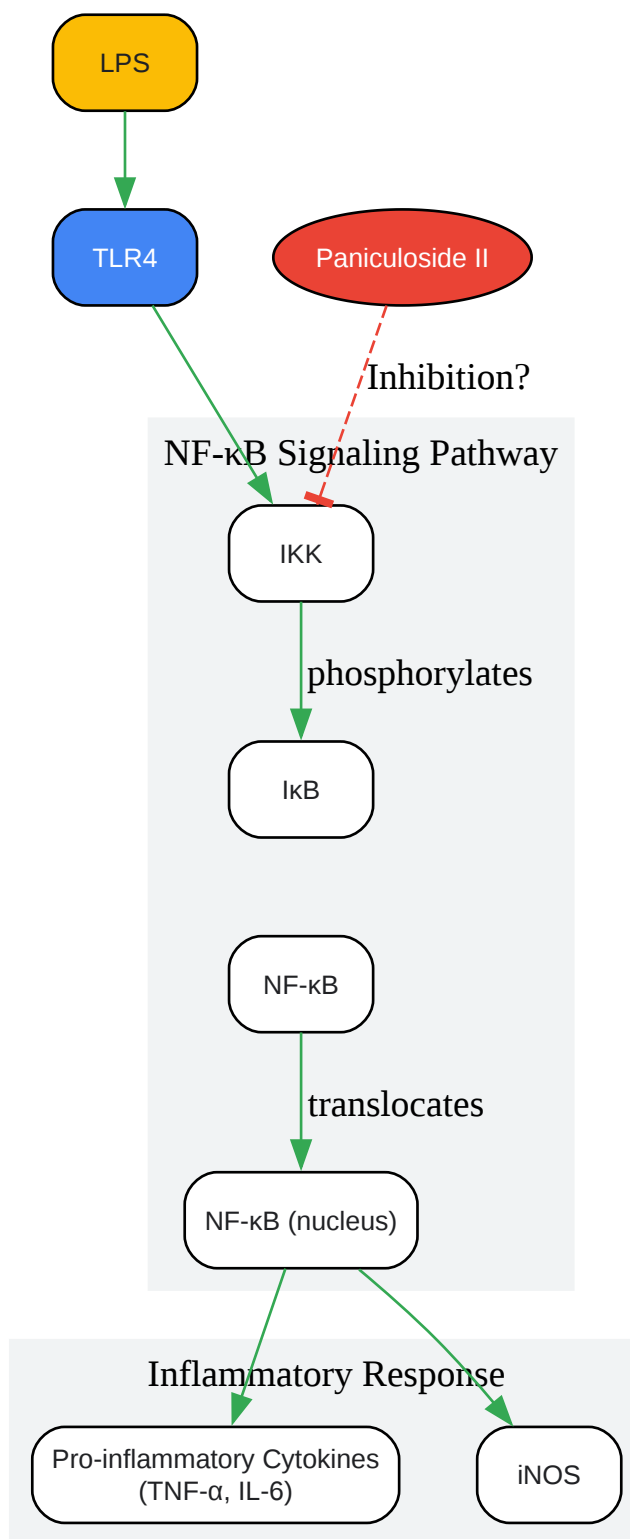 LPS
TLR4
Paniculoside II
Inhibition?
NF-κB Signaling Pathway
IKK
phosphorylates
IκB
NF-κB
translocates
NF-κB (nucleus)
Inflammatory Response
Pro-inflammatory Cytokines
(TNF-α, IL-6)
iNOS